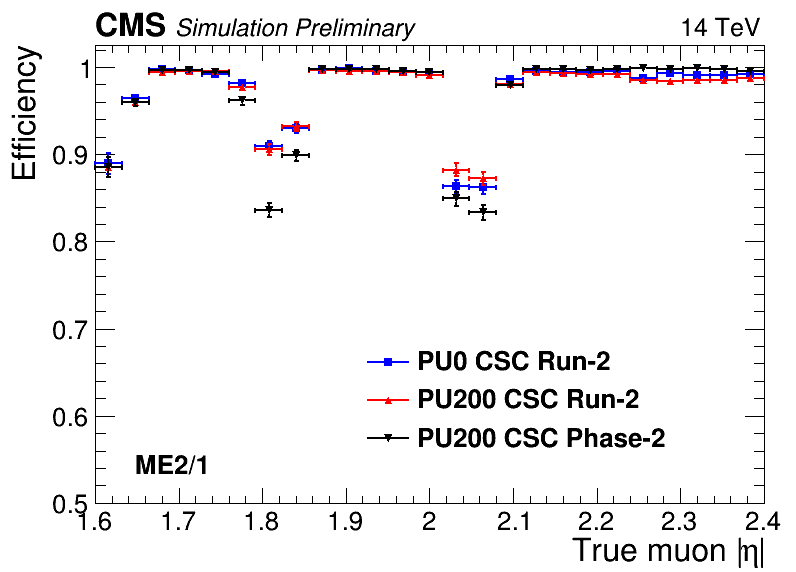 CMS Simulation Preliminary 14 TeV
Efficiency
1
0.9
0.8
0.7
0.6
0.5
PU0 CSC Run-2
PU200 CSC Run-2
PU200 CSC Phase-2
ME2/1
1.6 1.7 1.8 1.9 2 2.1 2.2 2.3 2.4
True muon |η|